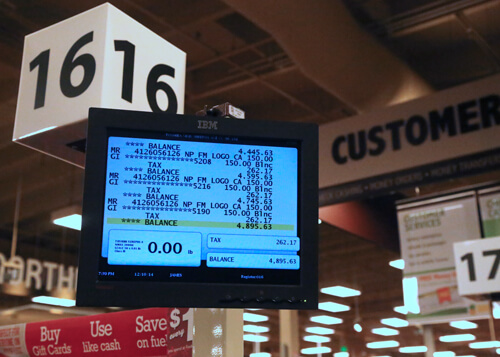 16
16
IBM
**** BALANCE 4,445.63
MR 4126056126 NP FM LOGO CA 150.00
GI ***************5208 150.00 Blnc
TAX 262.17
**** BALANCE 4,595.63
MR 4126056126 NP FM LOGO CA 150.00
GI ***************5216 150.00 Blnc
TAX 262.17
**** BALANCE 4,745.63
MR 4126056126 NP FM LOGO CA 150.00
GI ***************5190 150.00 Blnc
TAX 262.17
**** BALANCE 4,895.63
0.00 lb
TAX 262.17
BALANCE 4,895.63
CUSTOMER
MONEY ORDERS
MONEY TRANSF
17
Buy
Gift Cards
Use
like cash
Save $1
on fuel